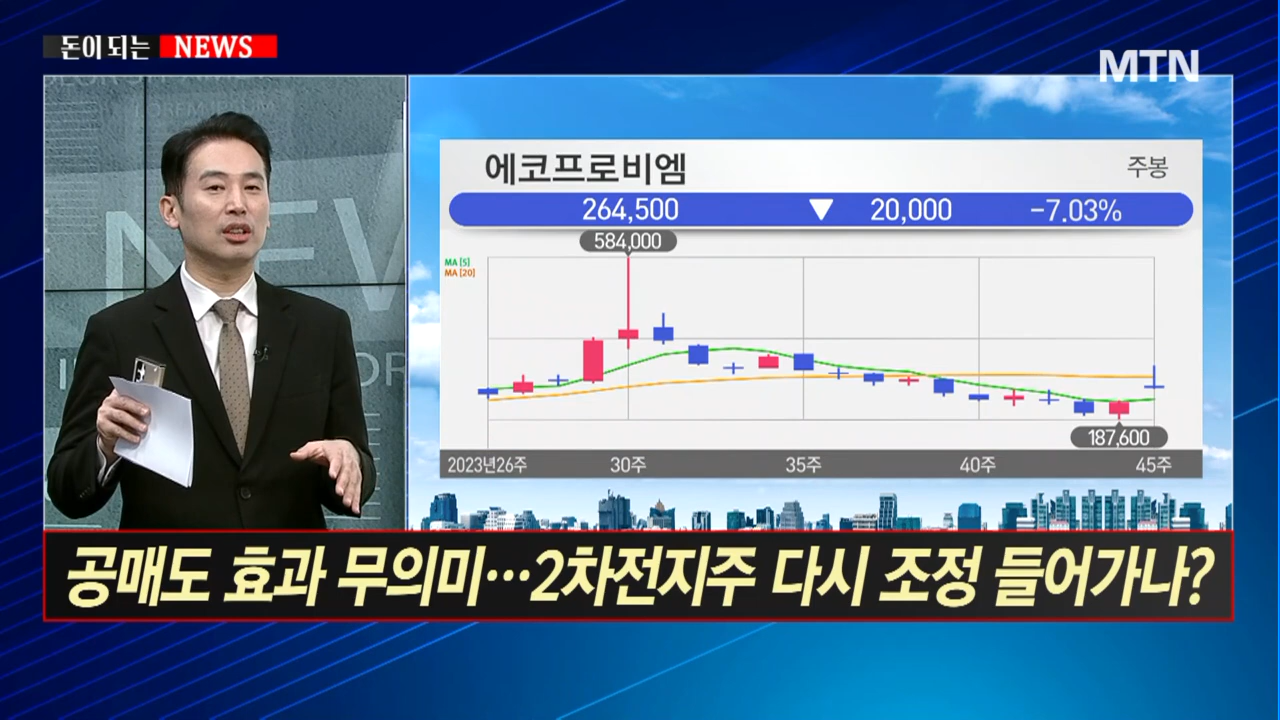 돈이 되는 NEWS
MTN
LOREM IPSUM
NEW
에코프로비엠
주봉
264,500 ▼ 20,000 -7.03%
584,000
MA [5]
MA [20]
187,600
2023년26주 30주 35주 40주 45주
공매도 효과 무의미…2차전지주 다시 조정 들어가나?